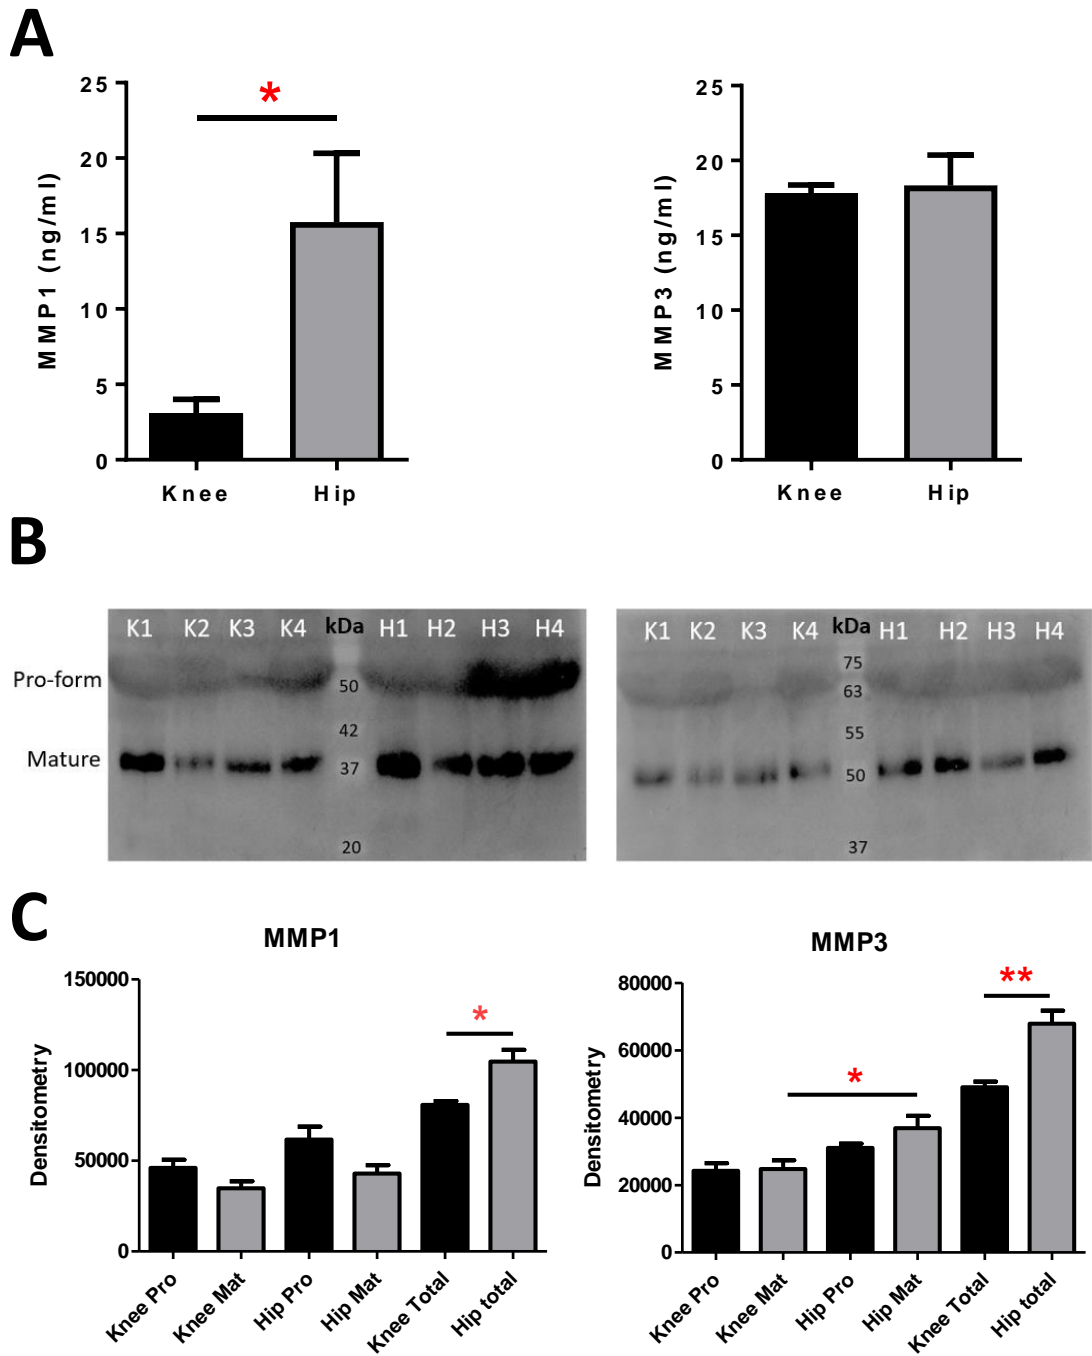 A
25
20
15
10
5
0
MMP1 (ng/ml)
*
Knee Hip
25
20
15
10
5
0
MMP3 (ng/ml)
Knee Hip
B
K1 K2 K3 K4 kDa H1 H2 H3 H4
Pro-form
Mature
50
42
37
20
K1 K2 K3 K4 kDa H1 H2 H3 H4
75
63
55
50
37
C
MMP1
150000
100000
50000
0
Densitometry
*
Knee Pro
Knee Mat
Hip Pro
Hip Mat
Knee Total
Hip total
MMP3
80000
60000
40000
20000
0
Densitometry
*
**
Knee Pro
Knee Mat
Hip Pro
Hip Mat
Knee Total
Hip total